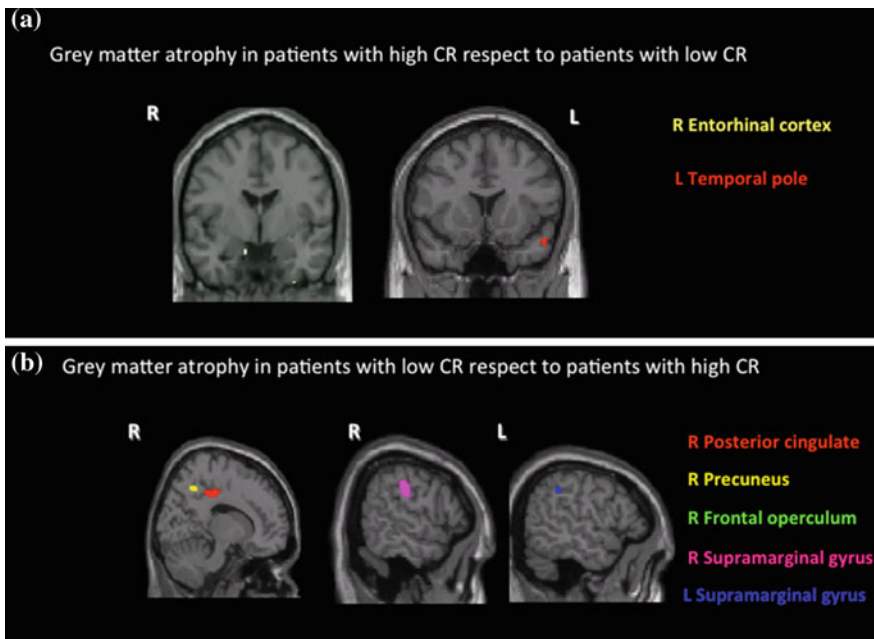 (a)
Grey matter atrophy in patients with high CR respect to patients with low CR
R
L
R Entorhinal cortex
L Temporal pole
(b)
Grey matter atrophy in patients with low CR respect to patients with high CR
R
R
L
R Posterior cingulate
R Precuneus
R Frontal operculum
R Supramarginal gyrus
L Supramarginal gyrus